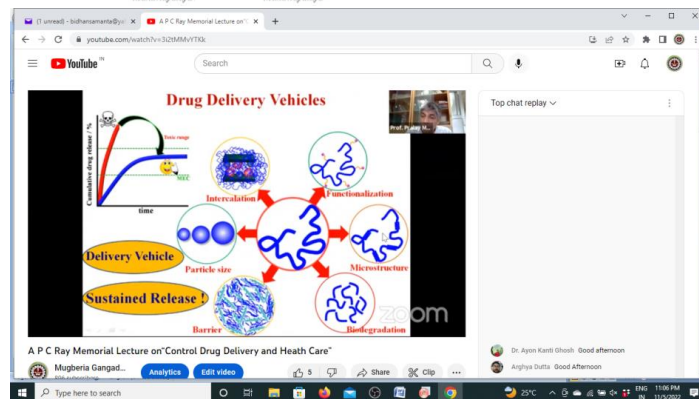 (1 unread) - bidhansamanta@ya
A P C Ray Memorial Lecture on"C
youtube.com/watch?v=3i2tMMvYTKk
YouTube IN
Search
Drug Delivery Vehicles
Prof. Pralay M...
Cumulative drug release / %
Toxic range
MEC
time
Intercalation
Functionalization
Delivery Vehicle
Particle size
Microstructure
Sustained Release !
Barrier
Biodegradation
zoom
Top chat replay
Dr. Ayon Kanti Ghosh Good afternoon
Arghya Dutta Good afternoon
A P C Ray Memorial Lecture on"Control Drug Delivery and Heath Care"
Mugberia Gangad...
Analytics
Edit video
5
Share
Clip
Type here to search
25°C
ENG
IN
11:06 PM
11/5/2022